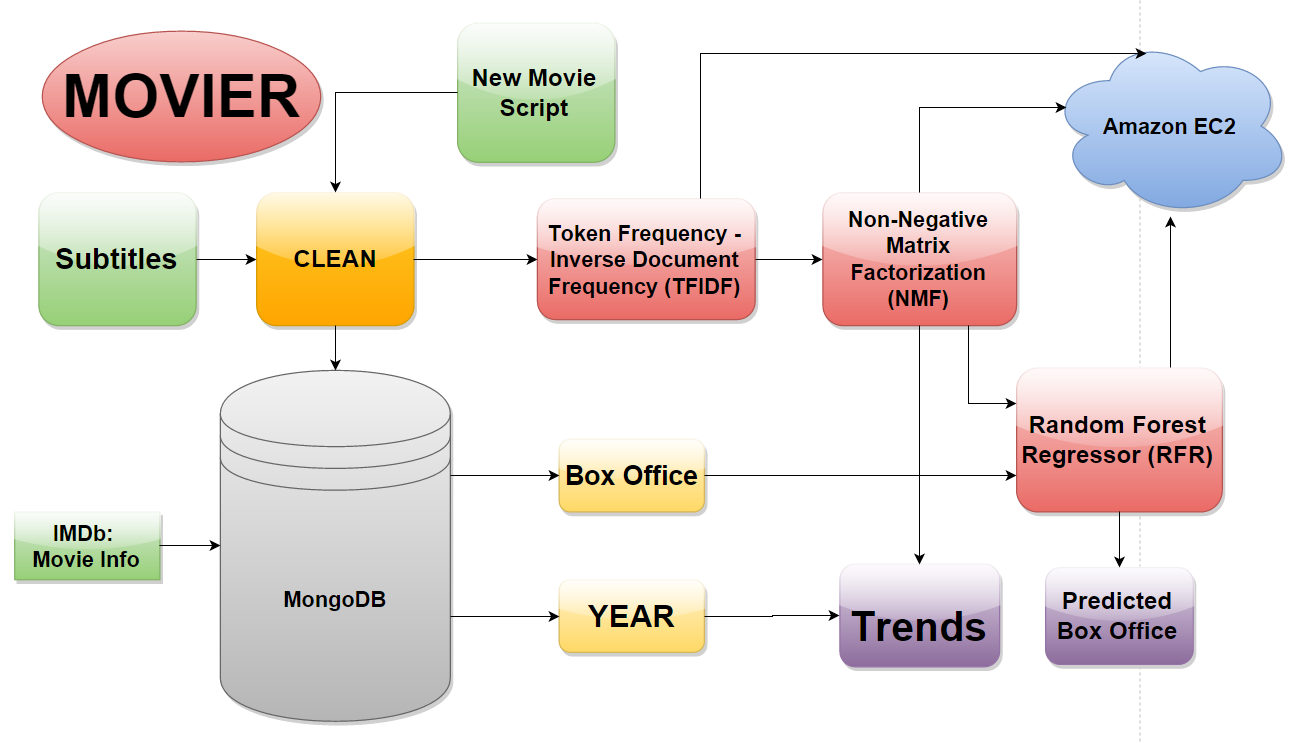 MOVIER
New Movie
Script
Amazon EC2
Subtitles
CLEAN
Token Frequency -
Inverse Document
Frequency (TFIDF)
Non-Negative
Matrix
Factorization
(NMF)
Random Forest
Regressor (RFR)
Box Office
IMDb:
Movie Info
MongoDB
YEAR
Trends
Predicted
Box Office